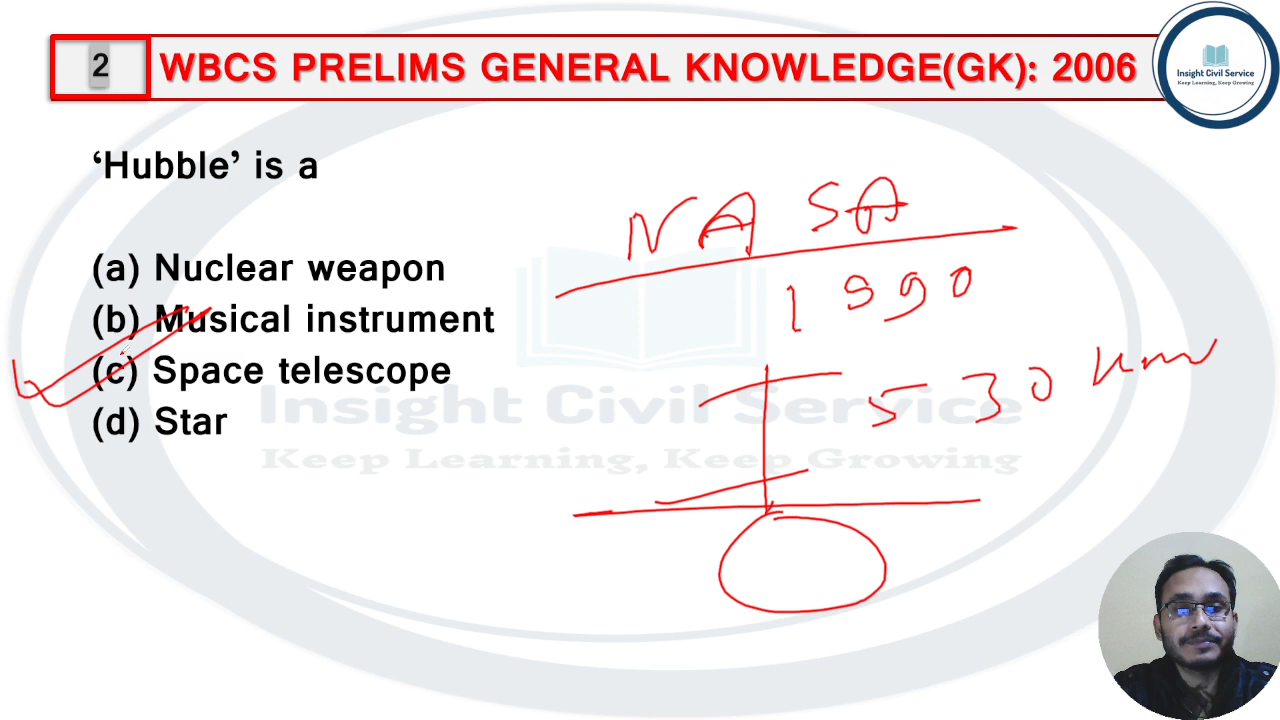 2 WBCS PRELIMS GENERAL KNOWLEDGE(GK): 2006
Insight Civil Service
Keep Learning, Keep Growing
‘Hubble’ is a
(a) Nuclear weapon
(b) Musical instrument
(c) Space telescope
(d) Star
NASA
1990
530 km
Insight Civil Service
Keep Learning, Keep Growing